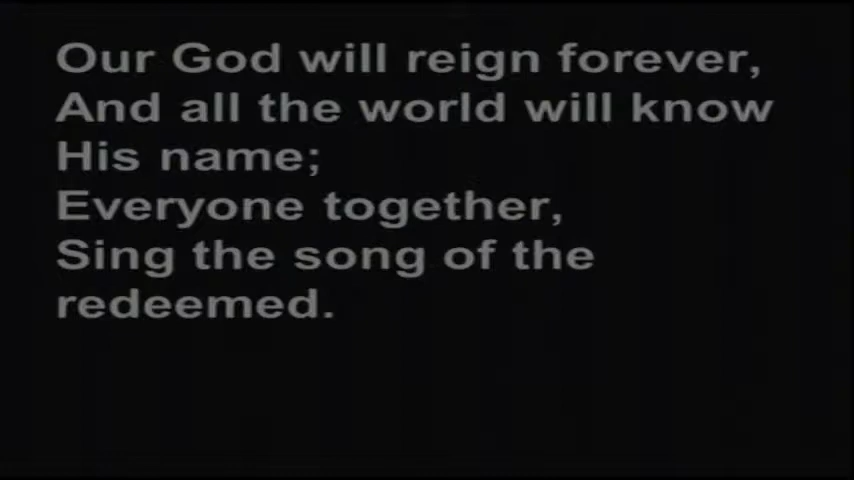 Our God will reign forever,
And all the world will know
His name;
Everyone together,
Sing the song of the
redeemed.